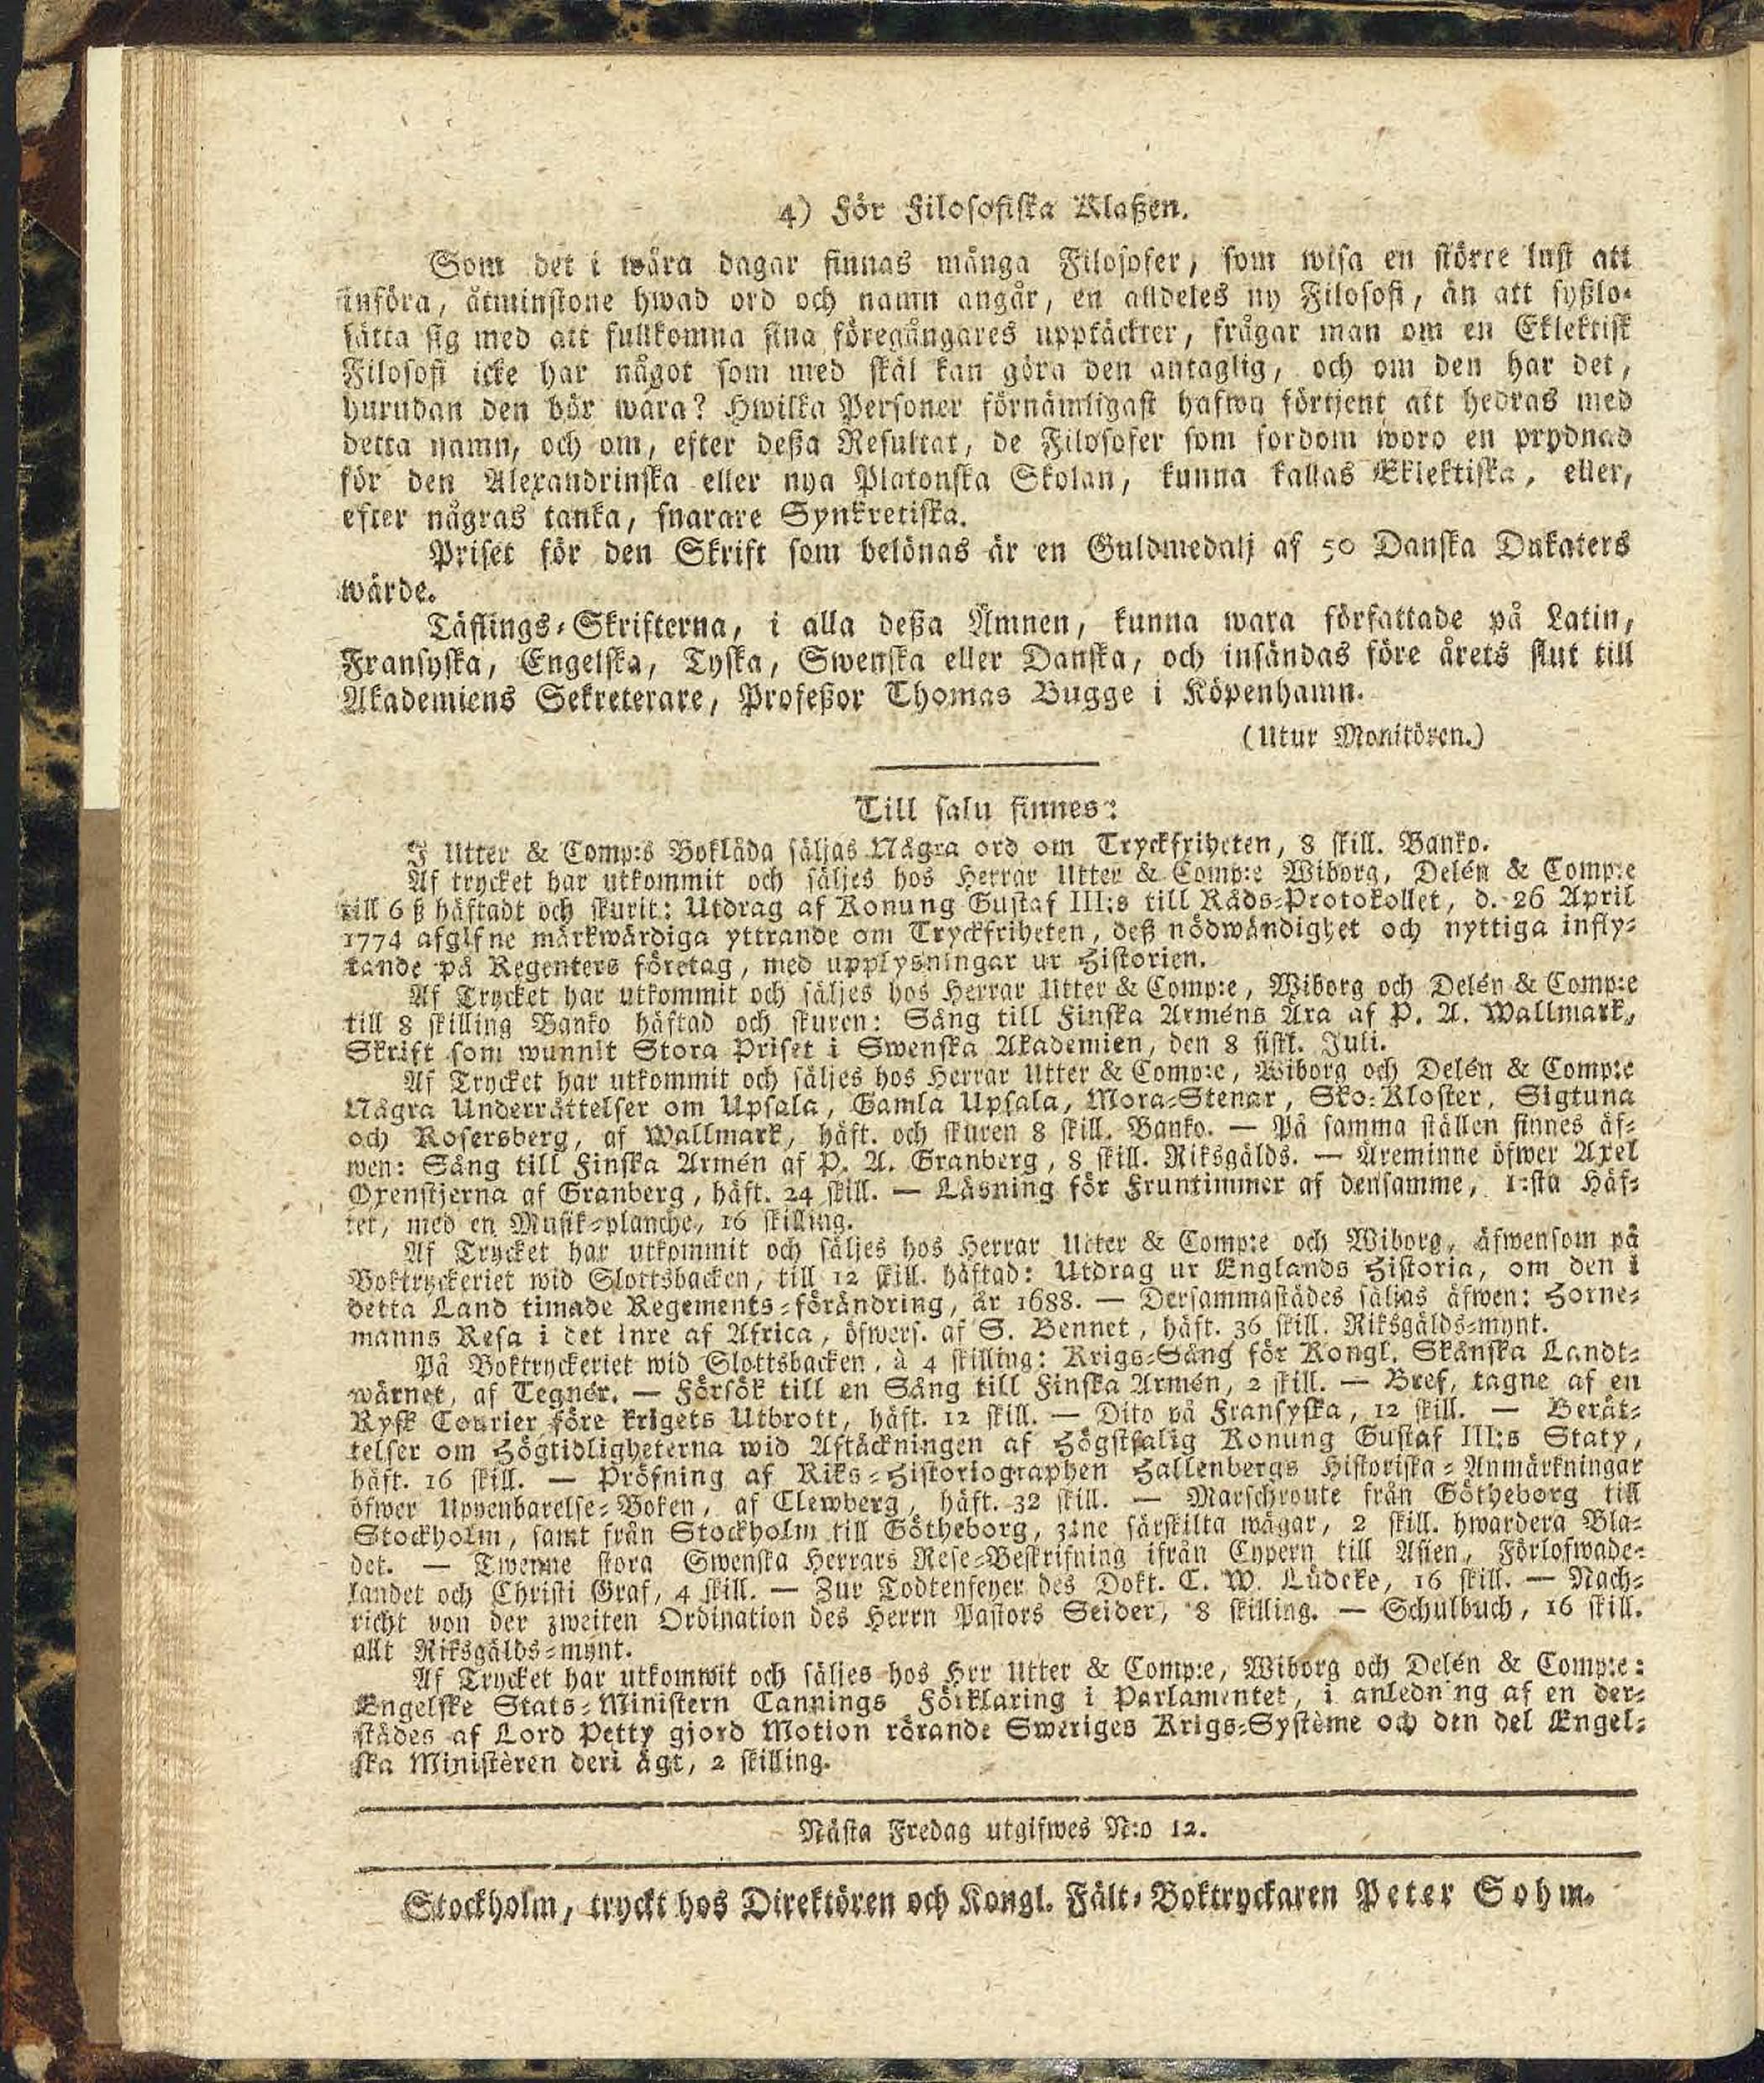 4) För Filosofiska Klaßen.
Som det i wåra dagar finnas många Filosofer, som wisa en större lust att
införa, åtminstone hwad ord och namn angår, en alldeles ny Filosofi, än att syßlo-
sätta sig med att fullkomna sina föregångares upptäckter, frågar man om en Eklektisk
Filosofi icke har något som med skäl kan göra den antaglig, och om den har det,
hurudan den bör wara? Hwilka Personer förnämligast hafwa förtjent att hedras med
detta namn, och om, efter deßa Resultat, de Filosofer som fordom woro en prydnad
för den Alexandrinska eller nya Platonska Skolan, kunna kallas Eklektiska, eller,
efter någras tanka, snarare Synkretiska.
Priset för den Skrift som belönas är en Guldmedalj af 50 Danska Dukaters
wärde.
Täflings-Skrifterna, i alla deßa Ämnen, kunna wara författade på Latin,
Fransyska, Engelska, Tyska, Swenska eller Danska, och insändas före årets slut till
Akademiens Sekreterare, Profeßor Thomas Bugge i Köpenhamn.
(Utur Monitören.)
Till salu finnes:
I Utter & Comp:s Boklåda säljas Några ord om Tryckfriheten, 8 skill. Banko.
Af trycket har utkommit och säljes hos Herrar Utter & Comp:e Wiborg, Delén & Comp:e
till 6 ß häftadt och skurit: Utdrag af Konung Gustaf III:s till Råds-Protokollet, d. 26 April
1774 afgifne märkwärdiga yttrande om Tryckfriheten, deß nödwändighet och nyttiga infly-
tande på Regenters företag, med upplysningar ur Historien.
Af Trycket har utkommit och säljes hos Herrar Utter & Comp:e, Wiborg och Delén & Comp:e
till 8 skilling Banko häftad och skuren: Sång till Finska Arméns Ära af P. A. Wallmark,
Skrift som wunnit Stora Priset i Swenska Akademien, den 8 sistl. Juli.
Af Trycket har utkommit och säljes hos Herrar Utter & Comp:e, Wiborg och Delén & Comp:e
Några Underrättelser om Upsala, Gamla Upsala, Mora-Stenar, Sko-Kloster, Sigtuna
och Rosersberg, af Wallmark, häft. och skuren 8 skill. Banko. — På samma ställen finnes äf-
wen: Sång till Finska Armén af P. A. Granberg, 8 skill. Riksgälds. — Äreminne öfwer Axel
Oxenstjerna af Granberg, häft. 24 skill. — Läsning för Fruntimmer af densamme, 1:sta Häf-
tet, med en Musik-planche, 16 skilling.
Af Trycket har utkommit och säljes hos Herrar Utter & Comp:e och Wiborg, äfwensom på
Boktryckeriet wid Slottsbacken, till 12 skill. häftad: Utdrag ur Englands Historia, om den i
detta Land timade Regements-förändring, år 1688. — Dersammastädes säljas äfwen: Horne-
manns Resa i det inre af Africa, öfwers. af S. Bennet, häft. 36 skill. Riksgälds-mynt.
På Boktryckeriet wid Slottsbacken, à 4 skilling: Krigs-Sång för Kongl. Skånska Landt-
wärnet, af Tegnér. — Försök till en Sång till Finska Armén, 2 skill. — Bref, tagne af en
Rysk Courier före krigets Utbrott, häft. 12 skill. — Dito på Fransyska, 12 skill. — Berät-
telser om Högtidligheterna wid Aftäckningen af Högstsalig Konung Gustaf III:s Staty,
häft. 16 skill. — Pröfning af Riks-Historiographen Hallenbergs Historiska-Anmärkningar
öfwer Uppenbarelse-Boken, af Clewberg, häft. 32 skill. — Marschroute från Götheborg till
Stockholm, samt från Stockholm till Götheborg, 3:ne särskilta wägar, 2 skill. hwardera Bla-
det. — Twenne stora Swenska Herrars Rese-Beskrifning ifrån Cypern till Asien, Förlofwade-
landet och Christi Graf, 4 skill. — Zur Todtenfeyer des Dokt. C. W. Lüdeke, 16 skill. — Nach-
richt von der zweiten Ordination des Herrn Pastors Seider, 8 skilling. — Schulbuch, 16 skill.
allt Riksgälds-mynt.
Af Trycket har utkommit och säljes hos Hrr Utter & Comp:e, Wiborg och Delén & Comp:e:
Engelske Stats-Ministern Cannings Förklaring i Parlamentet, i anledning af en der-
städes af Lord Petty gjord Motion rörande Sweriges Krigs-Système och den del Engel-
ska Ministèren deri ägt, 2 skilling.
Nästa Fredag utgifwes N:o 12.
Stockholm, tryckt hos Direktören och Kongl. Fält-Boktryckaren Peter Sohm.